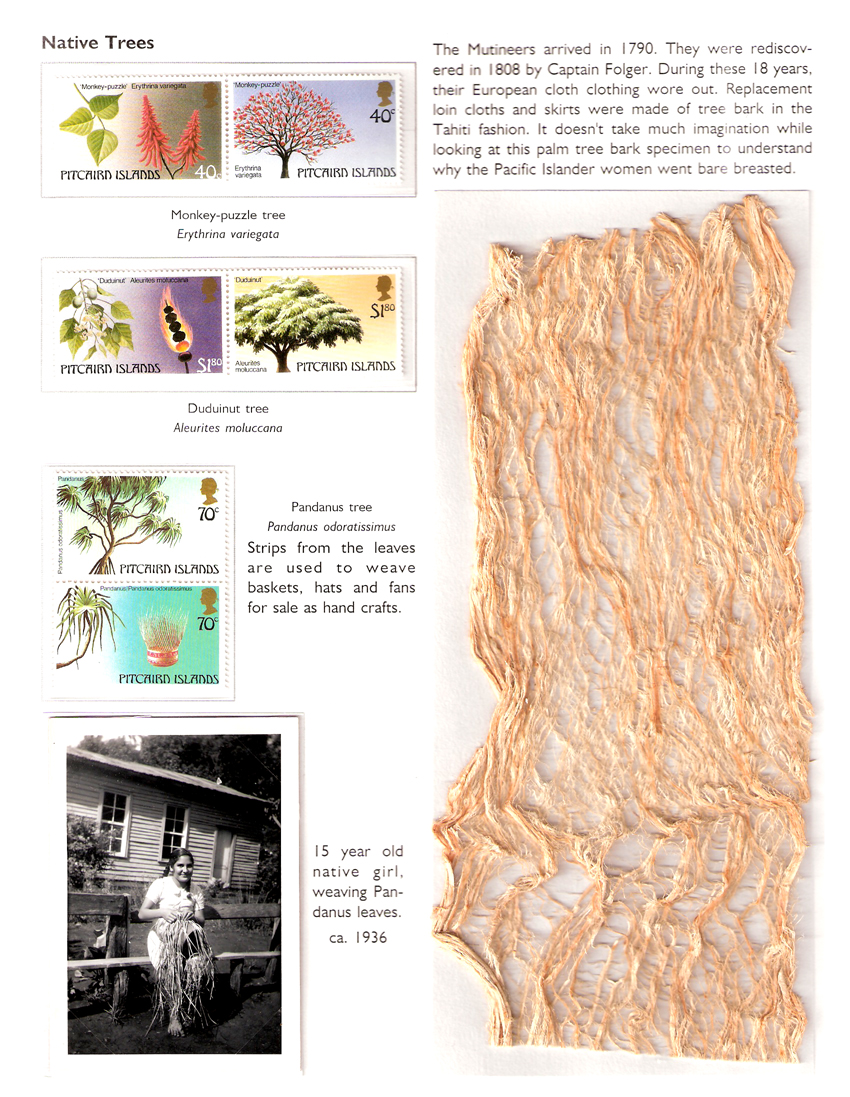 Native Trees
'Monkey-puzzle' Erythrina variegata
40c
PITCAIRN ISLANDS
'Monkey-puzzle'
40c
Erythrina
variegata
PITCAIRN ISLANDS
Monkey-puzzle tree
Erythrina variegata
'Duduinut' Aleurites moluccana
$1.80
PITCAIRN ISLANDS
'Duduinut'
$1.80
Aleurites
moluccana
PITCAIRN ISLANDS
Duduinut tree
Aleurites moluccana
Pandanus
Pandanus odoratissimus
70c
PITCAIRN ISLANDS
Pandanus/Pandanus odoratissimus
70c
PITCAIRN ISLANDS
Pandanus tree
Pandanus odoratissimus
Strips from the leaves
are used to weave
baskets, hats and fans
for sale as hand crafts.
15 year old
native girl,
weaving Pan-
danus leaves.
ca. 1936
The Mutineers arrived in 1790. They were rediscov-
ered in 1808 by Captain Folger. During these 18 years,
their European cloth clothing wore out. Replacement
loin cloths and skirts were made of tree bark in the
Tahiti fashion. It doesn't take much imagination while
looking at this palm tree bark specimen to understand
why the Pacific Islander women went bare breasted.